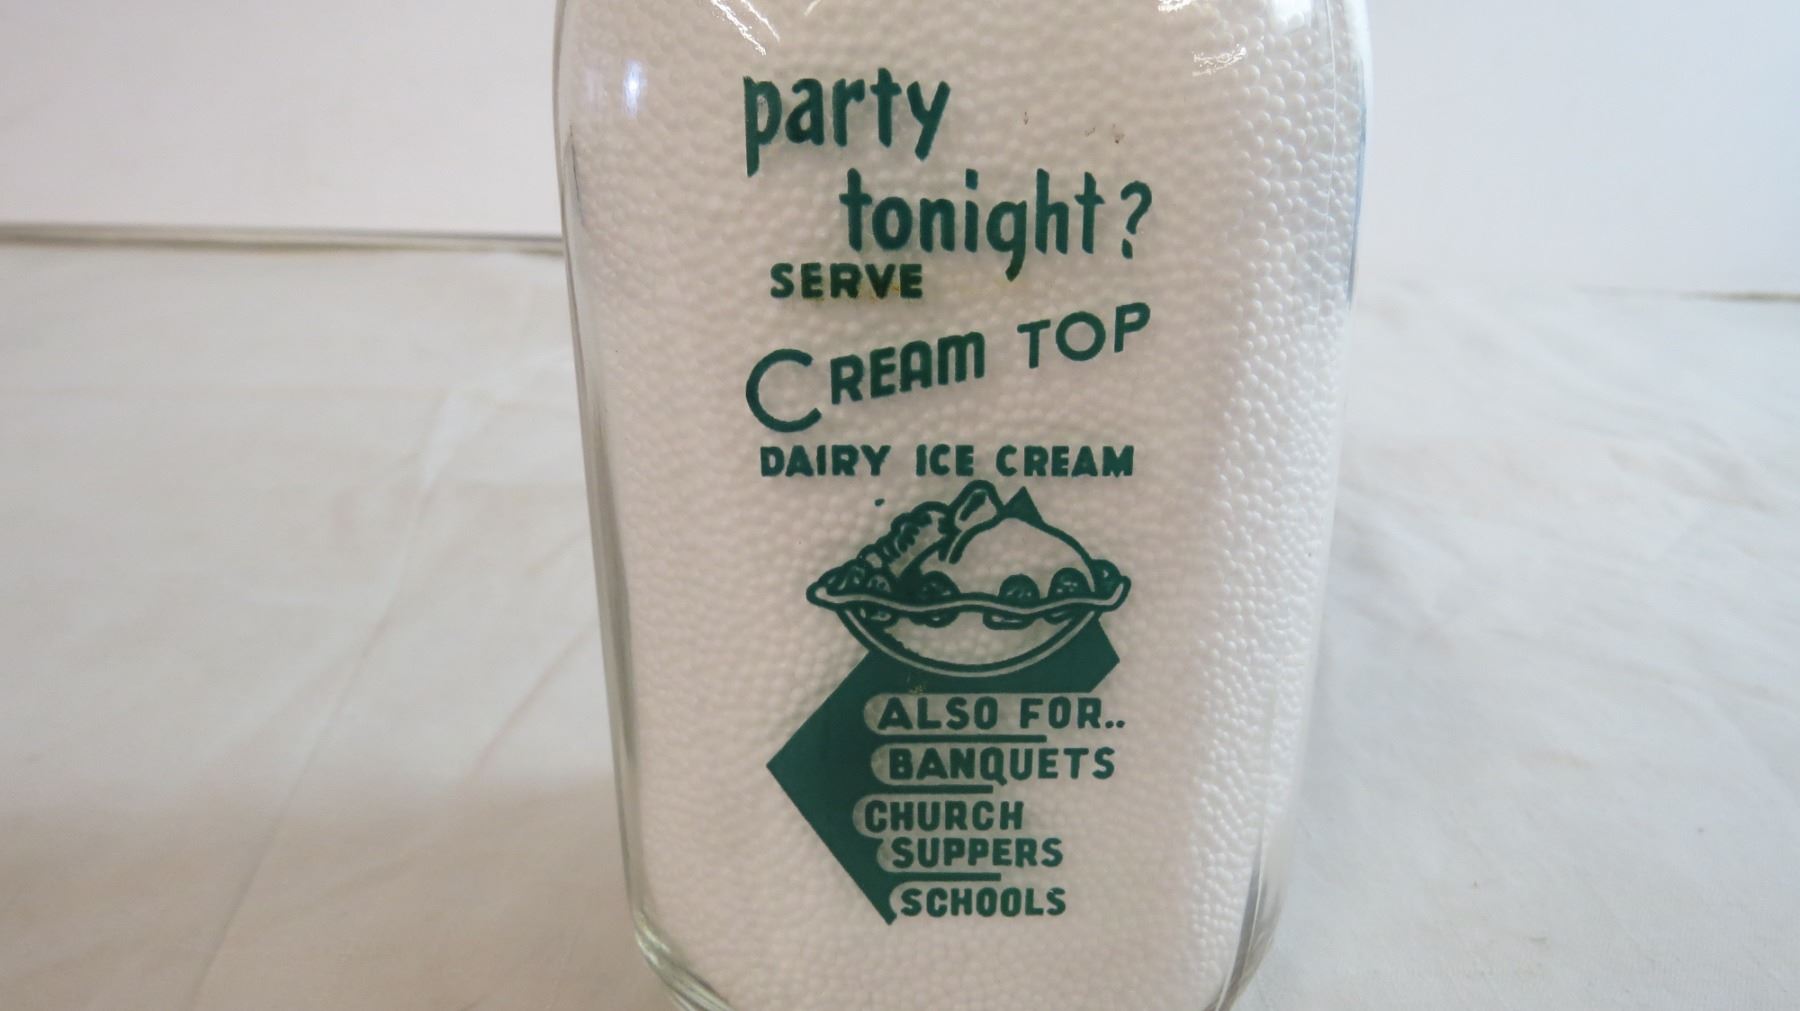 party
tonight?
SERVE
CREAM TOP
DAIRY ICE CREAM
ALSO FOR..
BANQUETS
CHURCH
SUPPERS
SCHOOLS